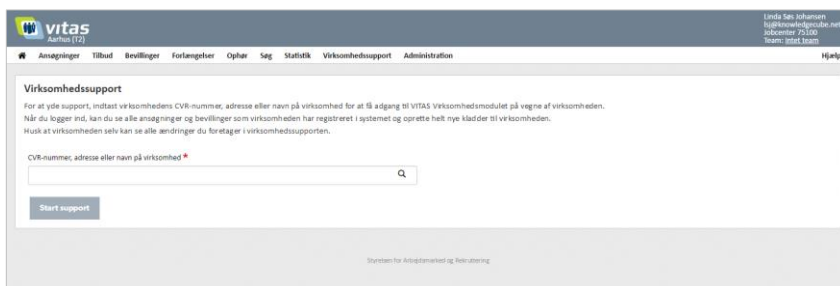 vitas
Aarhus (T2)
Linda Søs Johansen
lsj@knowledgecube.net
Jobcenter 75100
Team: Intet team
Ansøgninger Tilbud Bevillinger Forlængelser Ophør Søg Statistik Virksomhedssupport Administration Hjælp
Virksomhedssupport
For at yde support, indtast virksomhedens CVR-nummer, adresse eller navn på virksomhed for at få adgang til VITAS Virksomhedsmodulet på vegne af virksomheden.
Når du logger ind, kan du se alle ansøgninger og bevillinger som virksomheden har registreret i systemet og oprette helt nye kladder til virksomheden.
Husk at virksomheden selv kan se alle ændringer du foretager i virksomhedssupporten.
CVR-nummer, adresse eller navn på virksomhed *
Start support
Styrelsen for Arbejdsmarked og Rekruttering